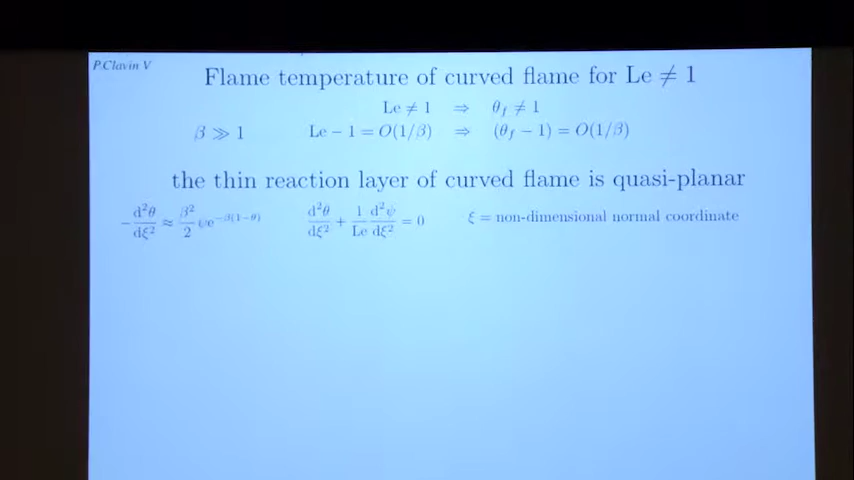 P.Clavin V
Flame temperature of curved flame for Le ≠ 1
Le ≠ 1 ⇒ θ_f ≠ 1
β ≫ 1 Le − 1 = O(1/β) ⇒ (θ_f − 1) = O(1/β)
the thin reaction layer of curved flame is quasi-planar
−d²θ/dξ² ≈ β²/2 ψe^{−β(1−θ)} d²θ/dξ² + 1/Le d²ψ/dξ² = 0 ξ = non-dimensional normal coordinate